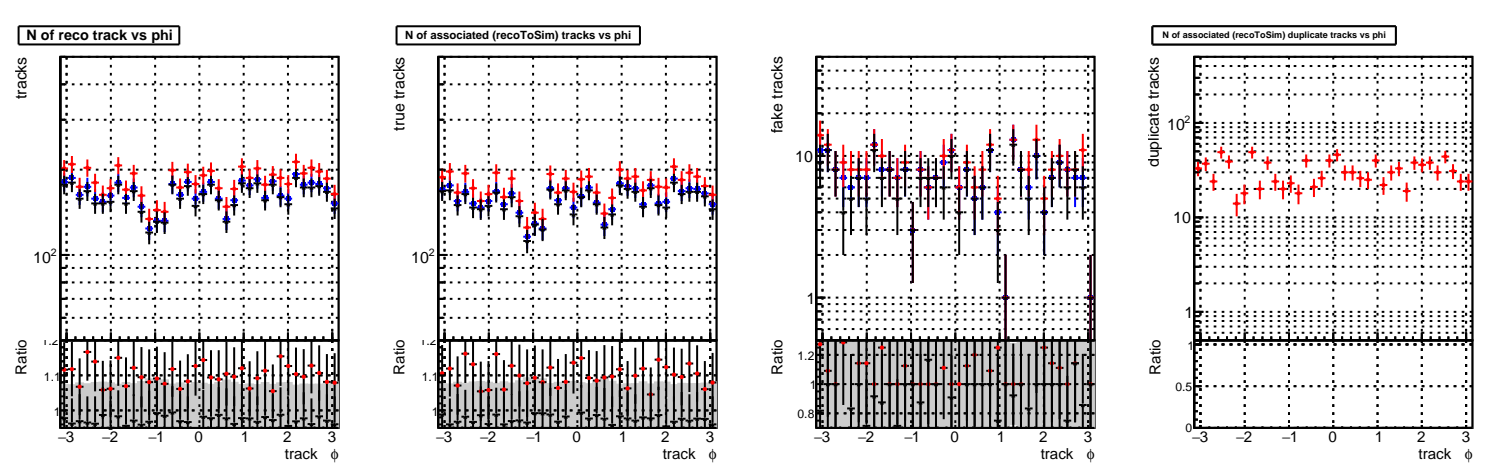 N of reco track vs phi
tracks
10²
Ratio
1.2
1.1
1
−3 −2 −1 0 1 2 3
track ϕ
N of associated (recoToSim) tracks vs phi
true tracks
10²
Ratio
1.2
1.1
1
−3 −2 −1 0 1 2 3
track ϕ
fake tracks
10
1
Ratio
1.2
1
0.8
−3 −2 −1 0 1 2 3
track ϕ
N of associated (recoToSim) duplicate tracks vs phi
duplicate tracks
10²
10
1
Ratio
1
0.5
0
−3 −2 −1 0 1 2 3
track ϕ